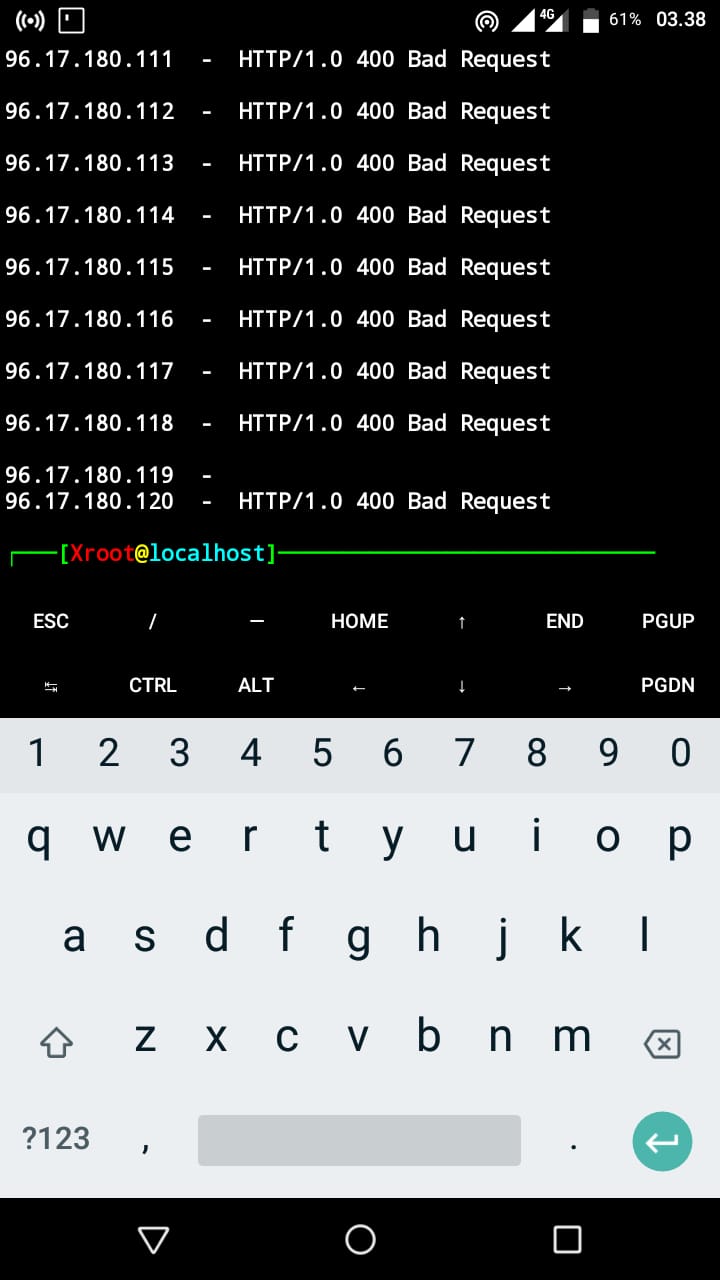 4G 61% 03.38
96.17.180.111 - HTTP/1.0 400 Bad Request
96.17.180.112 - HTTP/1.0 400 Bad Request
96.17.180.113 - HTTP/1.0 400 Bad Request
96.17.180.114 - HTTP/1.0 400 Bad Request
96.17.180.115 - HTTP/1.0 400 Bad Request
96.17.180.116 - HTTP/1.0 400 Bad Request
96.17.180.117 - HTTP/1.0 400 Bad Request
96.17.180.118 - HTTP/1.0 400 Bad Request
96.17.180.119 -
96.17.180.120 - HTTP/1.0 400 Bad Request
┌───[Xroot@localhost]─────────────────────────────
ESC / — HOME ↑ END PGUP
↹ CTRL ALT ← ↓ → PGDN
1 2 3 4 5 6 7 8 9 0
q w e r t y u i o p
a s d f g h j k l
z x c v b n m
?123 , .